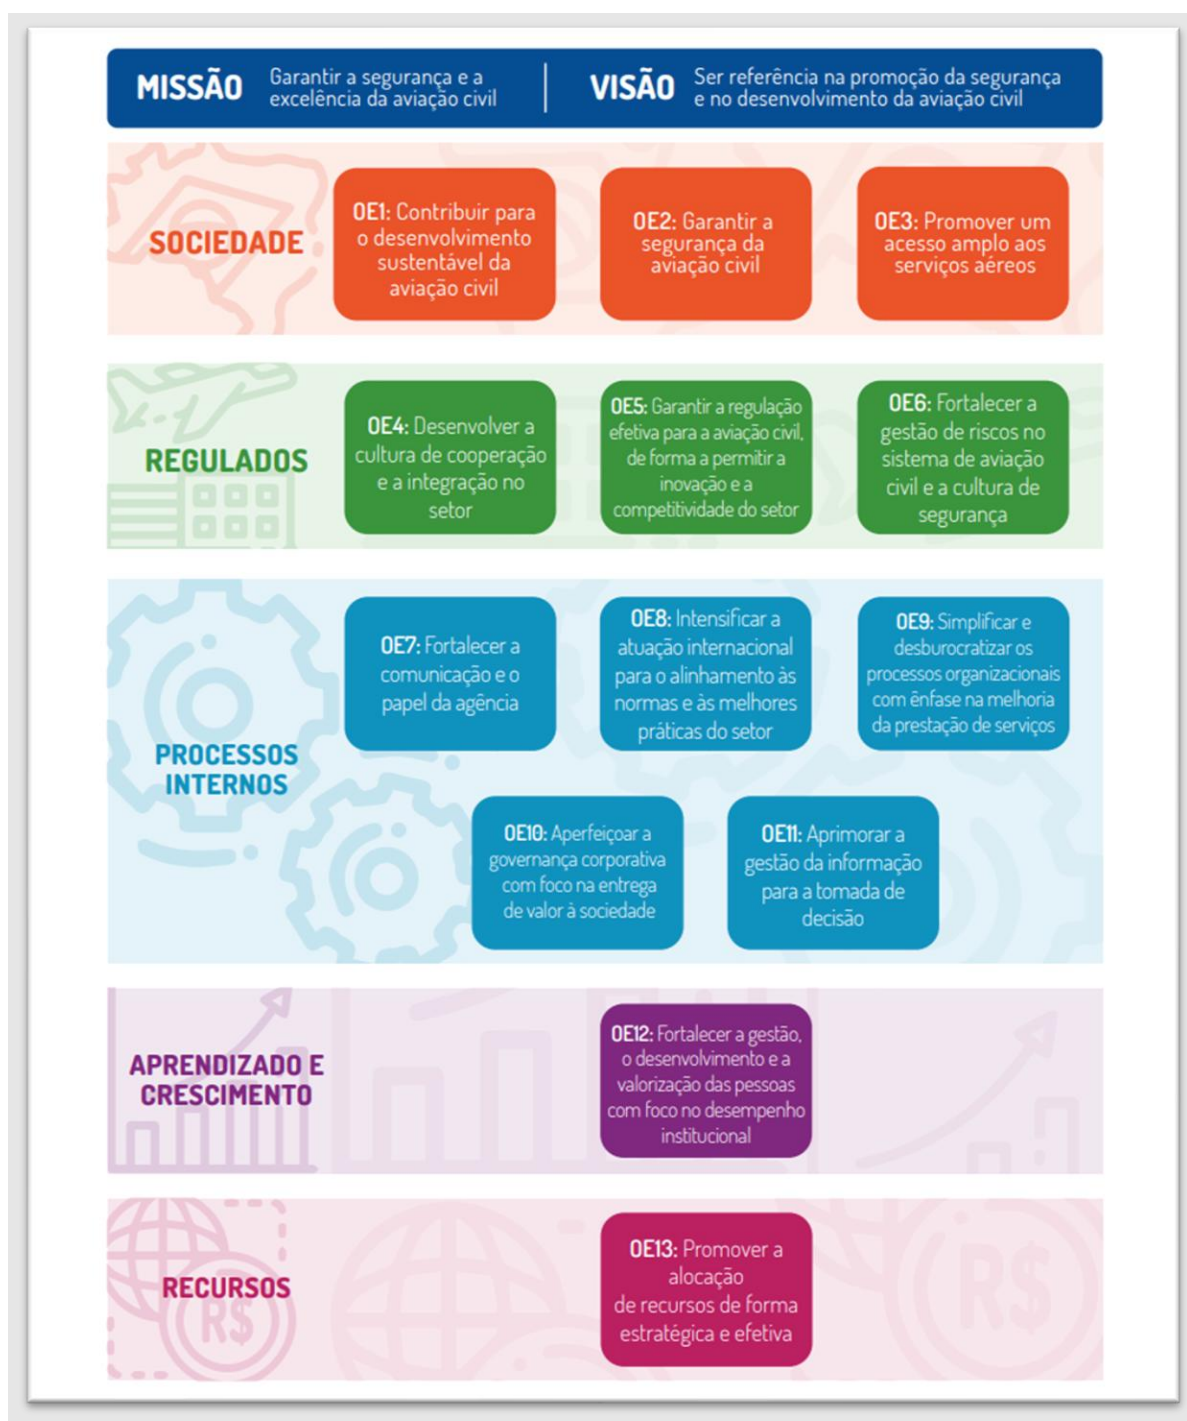 MISSÃO
Garantir a segurança e a
excelência da aviação civil
VISÃO
Ser referência na promoção da segurança
e no desenvolvimento da aviação civil
SOCIEDADE
OE1: Contribuir para
o desenvolvimento
sustentável da
aviação civil
OE2: Garantir a
segurança da
aviação civil
OE3: Promover um
acesso amplo aos
serviços aéreos
REGULADOS
OE4: Desenvolver a
cultura de cooperação
e a integração no
setor
OE5: Garantir a regulação
efetiva para a aviação civil,
de forma a permitir a
inovação e a
competitividade do setor
OE6: Fortalecer a
gestão de riscos no
sistema de aviação
civil e a cultura de
segurança
PROCESSOS
INTERNOS
OE7: Fortalecer a
comunicação e o
papel da agência
OE8: Intensificar a
atuação internacional
para o alinhamento às
normas e às melhores
práticas do setor
OE9: Simplificar e
desburocratizar os
processos organizacionais
com ênfase na melhoria
da prestação de serviços
OE10: Aperfeiçoar a
governança corporativa
com foco na entrega
de valor à sociedade
OE11: Aprimorar a
gestão da informação
para a tomada de
decisão
APRENDIZADO E
CRESCIMENTO
OE12: Fortalecer a gestão,
o desenvolvimento e a
valorização das pessoas
com foco no desempenho
institucional
RECURSOS
R$
OE13: Promover a
alocação
de recursos de forma
estratégica e efetiva
R$